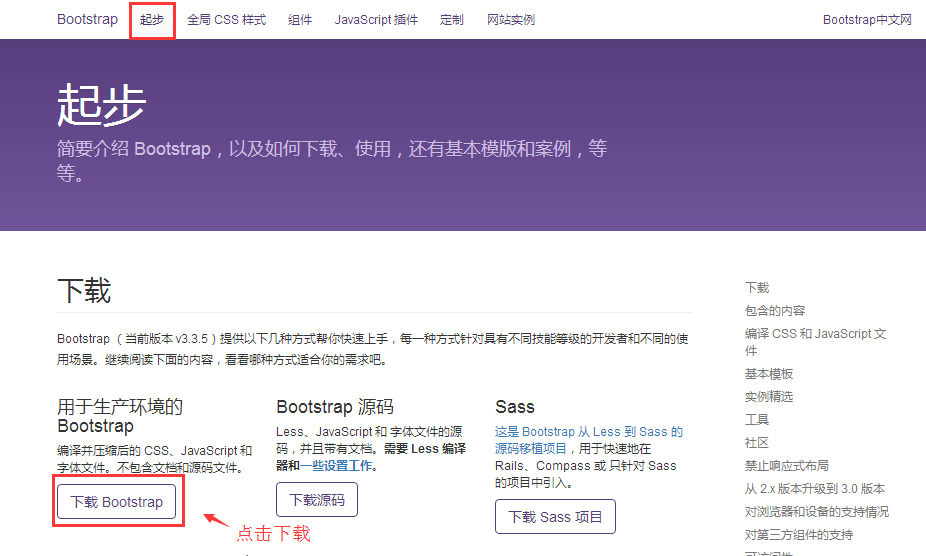 Bootstrap 起步 全局 CSS 样式 组件 JavaScript 插件 定制 网站实例 Bootstrap中文网
起步
简要介绍 Bootstrap，以及如何下载、使用，还有基本模版和案例，等
等。
下载
Bootstrap （当前版本 v3.3.5）提供以下几种方式帮你快速上手，每一种方式针对具有不同技能等级的开发者和不同的使
用场景。继续阅读下面的内容，看看哪种方式适合你的需求吧。
用于生产环境的
Bootstrap
编译并压缩后的 CSS、JavaScript 和
字体文件。不包含文档和源码文件。
下载 Bootstrap
点击下载
Bootstrap 源码
Less、JavaScript 和 字体文件的源
码，并且带有文档。需要 Less 编译
器和一些设置工作。
下载源码
Sass
这是 Bootstrap 从 Less 到 Sass 的
源码移植项目，用于快速地在
Rails、Compass 或 只针对 Sass
的项目中引入。
下载 Sass 项目
下载
包含的内容
编译 CSS 和 JavaScript 文
件
基本模板
实例精选
工具
社区
禁止响应式布局
从 2.x 版本升级到 3.0 版本
对浏览器和设备的支持情况
对第三方组件的支持